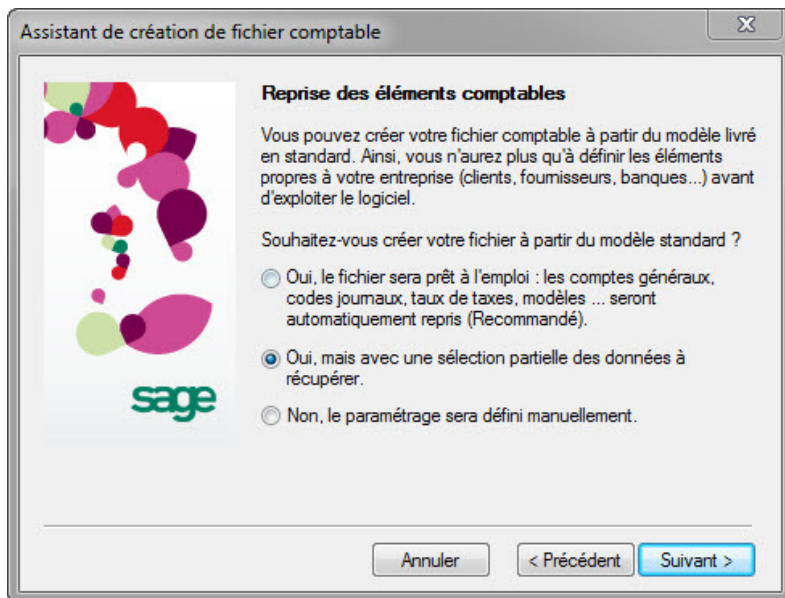 Assistant de création de fichier comptable
Reprise des éléments comptables
Vous pouvez créer votre fichier comptable à partir du modèle livré
en standard. Ainsi, vous n'aurez plus qu'à définir les éléments
propres à votre entreprise (clients, fournisseurs, banques...) avant
d'exploiter le logiciel.
Souhaitez-vous créer votre fichier à partir du modèle standard ?
Oui, le fichier sera prêt à l'emploi : les comptes généraux,
codes journaux, taux de taxes, modèles ... seront
automatiquement repris (Recommandé).
Oui, mais avec une sélection partielle des données à
récupérer.
Non, le paramétrage sera défini manuellement.
sage
Annuler
< Précédent
Suivant >